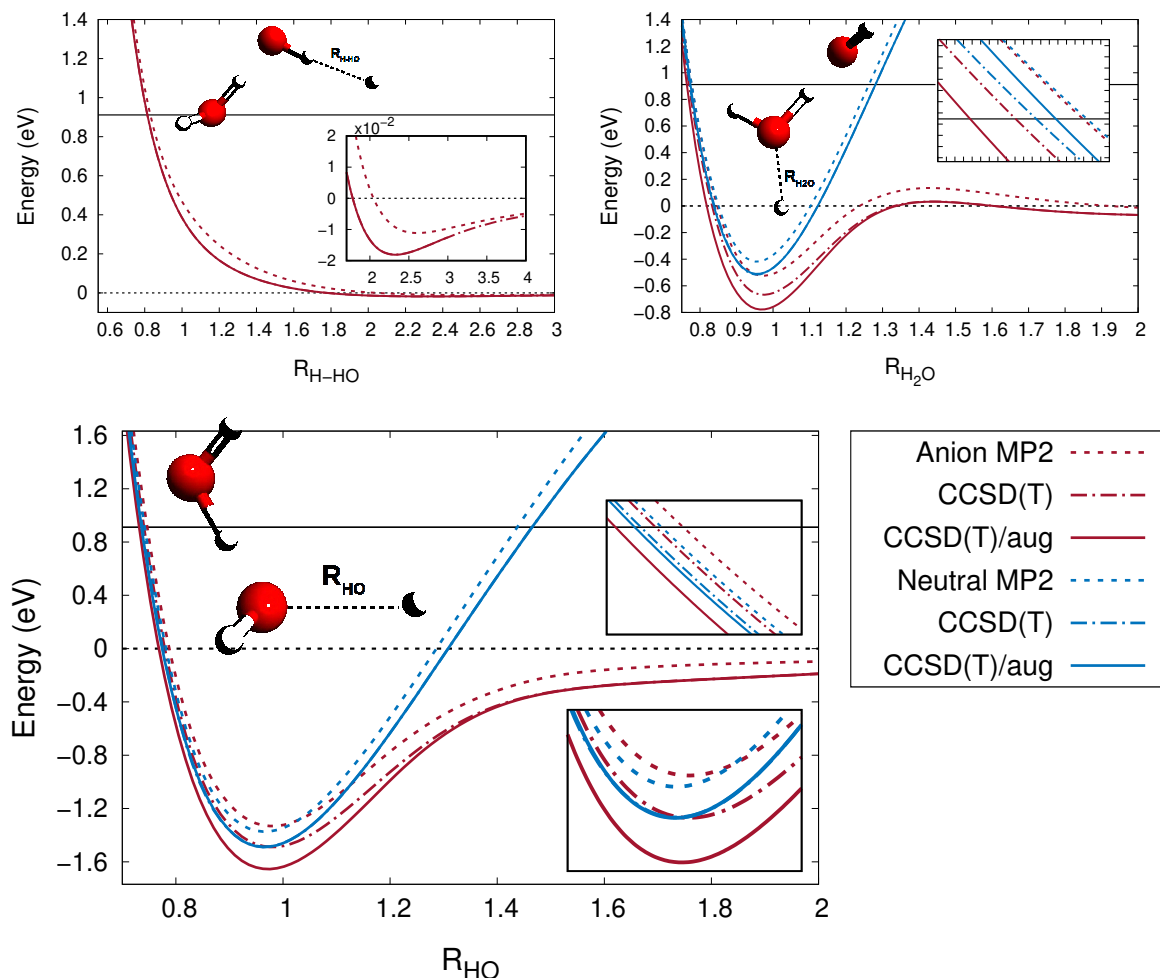 1.4
1.2
1
0.8
0.6
0.4
0.2
0
Energy (eV)
R_H-HO
x10⁻²
2
1
0
−1
−2
2
2.5
3
3.5
4
0.6 0.8 1 1.2 1.4 1.6 1.8 2 2.2 2.4 2.6 2.8 3
R_H−HO
1.4
1.2
1
0.8
0.6
0.4
0.2
0
−0.2
−0.4
−0.6
−0.8
Energy (eV)
R_H2O
0.8 0.9 1 1.1 1.2 1.3 1.4 1.5 1.6 1.7 1.8 1.9 2
R_H₂O
1.6
1.2
0.8
0.4
0
−0.4
−0.8
−1.2
−1.6
Energy (eV)
R_HO
0.8 1 1.2 1.4 1.6 1.8 2
R_HO
Anion MP2
CCSD(T)
CCSD(T)/aug
Neutral MP2
CCSD(T)
CCSD(T)/aug